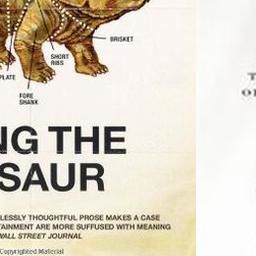 BRISKET
SHORT
RIBS
PLATE
FORE
SHANK
NG THE
SAUR
LESSLY THOUGHTFUL PROSE MAKES A CASE
TAINMENT ARE MORE SUFFUSED WITH MEANING
WALL STREET JOURNAL
Copyrighted Material